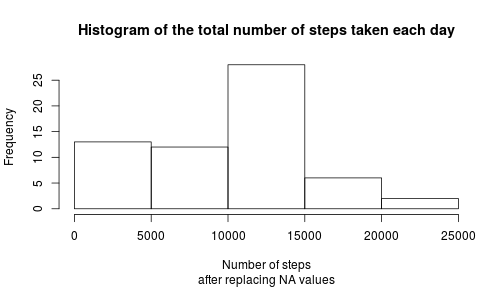 Histogram of the total number of steps taken each day
Frequency
25
20
15
10
5
0
0 5000 10000 15000 20000 25000
Number of steps
after replacing NA values